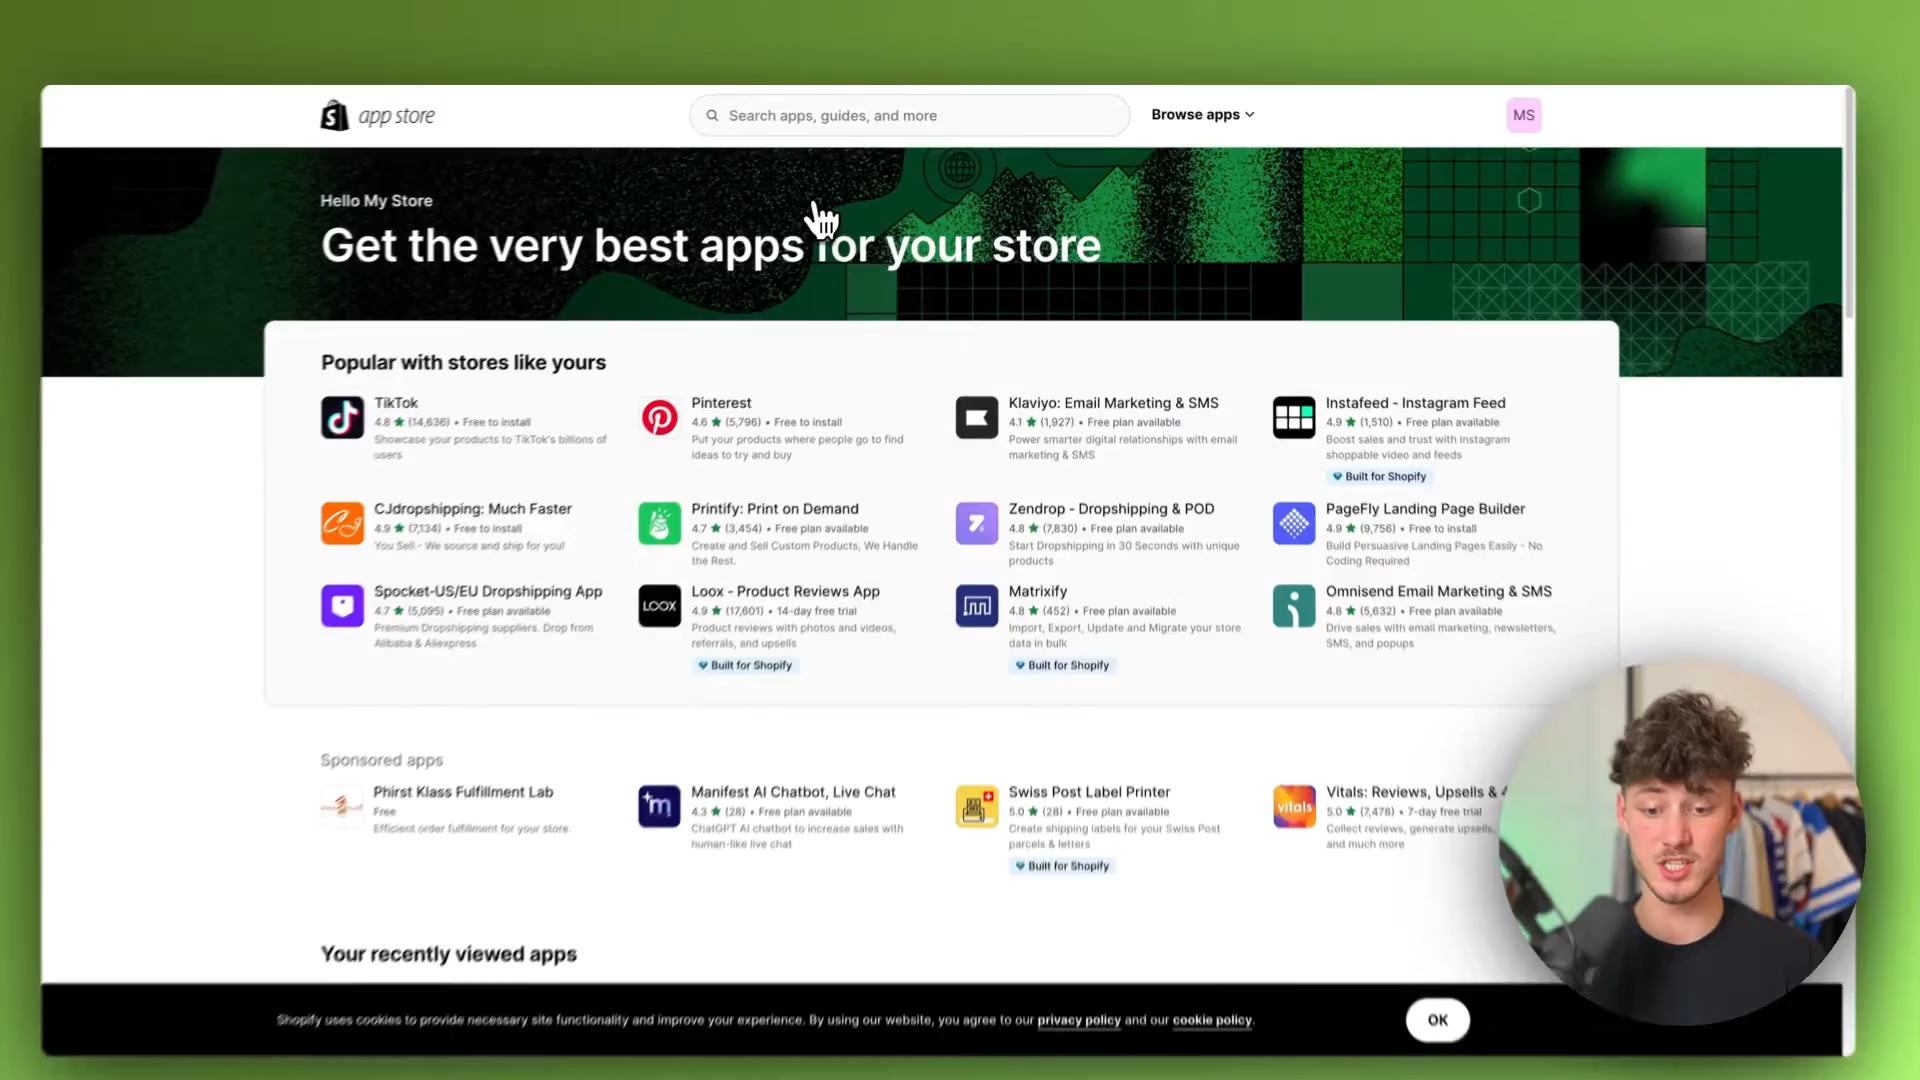 app store
Search apps, guides, and more
Browse apps
MS
Hello My Store
Get the very best apps for your store
Popular with stores like yours
TikTok
4.8 ★ (14,636) • Free to install
Showcase your products to TikTok's billions of
users
Pinterest
4.6 ★ (5,796) • Free to install
Put your products where people go to find
ideas to try and buy
Klaviyo: Email Marketing & SMS
4.1 ★ (1,927) • Free plan available
Power smarter digital relationships with email
marketing & SMS
Instafeed - Instagram Feed
4.9 ★ (1,510) • Free plan available
Boost sales and trust with Instagram
shoppable video and feeds
Built for Shopify
CJdropshipping: Much Faster
4.9 ★ (7,134) • Free to install
You Sell - We source and ship for you!
Printify: Print on Demand
4.7 ★ (3,454) • Free plan available
Create and Sell Custom Products, We Handle
the Rest.
Zendrop - Dropshipping & POD
4.8 ★ (7,830) • Free plan available
Start Dropshipping in 30 Seconds with unique
products
PageFly Landing Page Builder
4.9 ★ (9,756) • Free to install
Build Persuasive Landing Pages Easily - No
Coding Required
Spocket-US/EU Dropshipping App
4.7 ★ (5,095) • Free plan available
Premium Dropshipping suppliers. Drop from
Alibaba & Aliexpress
LOOX
Loox - Product Reviews App
4.9 ★ (17,601) • 14-day free trial
Product reviews with photos and videos,
referrals, and upsells
Built for Shopify
Matrixify
4.8 ★ (452) • Free plan available
Import, Export, Update and Migrate your store
data in bulk
Built for Shopify
Omnisend Email Marketing & SMS
4.8 ★ (5,632) • Free plan available
Drive sales with email marketing, newsletters,
SMS, and popups
Sponsored apps
Phirst Klass Fulfillment Lab
Free
Efficient order fulfillment for your store.
m
Manifest AI Chatbot, Live Chat
4.3 ★ (28) • Free plan available
ChatGPT AI chatbot to increase sales with
human-like live chat
Swiss Post Label Printer
5.0 ★ (28) • Free plan available
Create shipping labels for your Swiss Post
parcels & letters
Built for Shopify
vitals
Vitals: Reviews, Upsells & 4
5.0 ★ (7,478) • 7-day free trial
Collect reviews, generate upsells,
and much more
Your recently viewed apps
Shopify uses cookies to provide necessary site functionality and improve your experience. By using our website, you agree to our privacy policy and our cookie policy.
OK